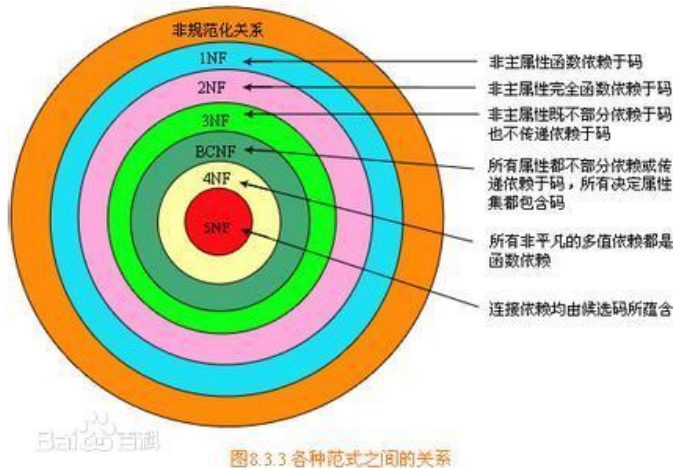 非规范化关系
1NF
2NF
3NF
BCNF
4NF
5NF
非主属性函数依赖于码
非主属性完全函数依赖于码
非主属性既不部分依赖于码
也不传递依赖于码
所有属性都不部分依赖或传
递依赖于码，所有决定属性
集都包含码
所有非平凡的多值依赖都是
函数依赖
连接依赖均由候选码所蕴含
Bai 百科
图8.3.3 各种范式之间的关系